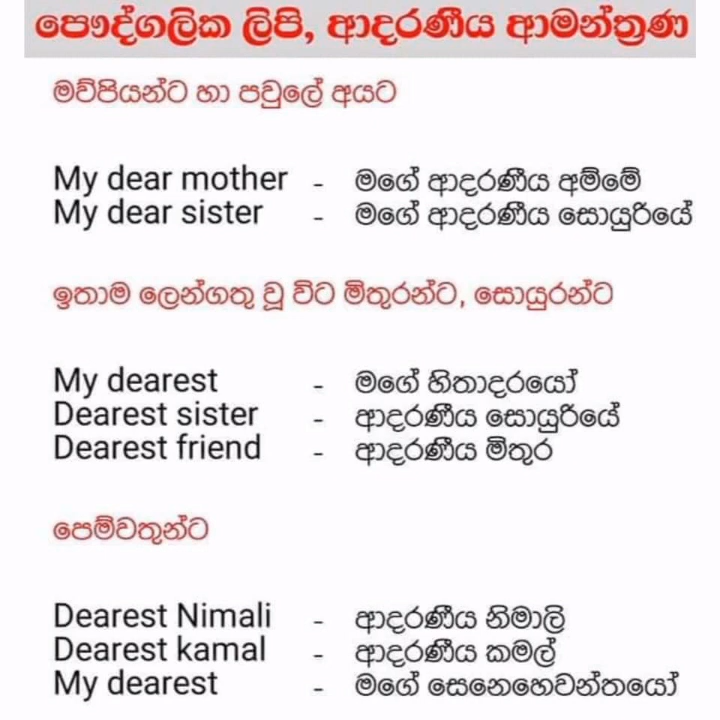 පෞද්ගලික ලිපි, ආදරණීය ආමන්ත්‍රණ
මව්පියන්ට හා පවුලේ අයට
My dear mother - මගේ ආදරණීය අම්මේ
My dear sister - මගේ ආදරණීය සොයුරියේ
ඉතාම ලෙන්ගතු වූ විට මිතුරන්ට, සොයුරන්ට
My dearest - මගේ හිතාදරයෝ
Dearest sister - ආදරණීය සොයුරියේ
Dearest friend - ආදරණීය මිතුර
පෙම්වතුන්ට
Dearest Nimali - ආදරණීය නිමාලි
Dearest kamal - ආදරණීය කමල්
My dearest - මගේ සෙනෙහෙවන්තයෝ